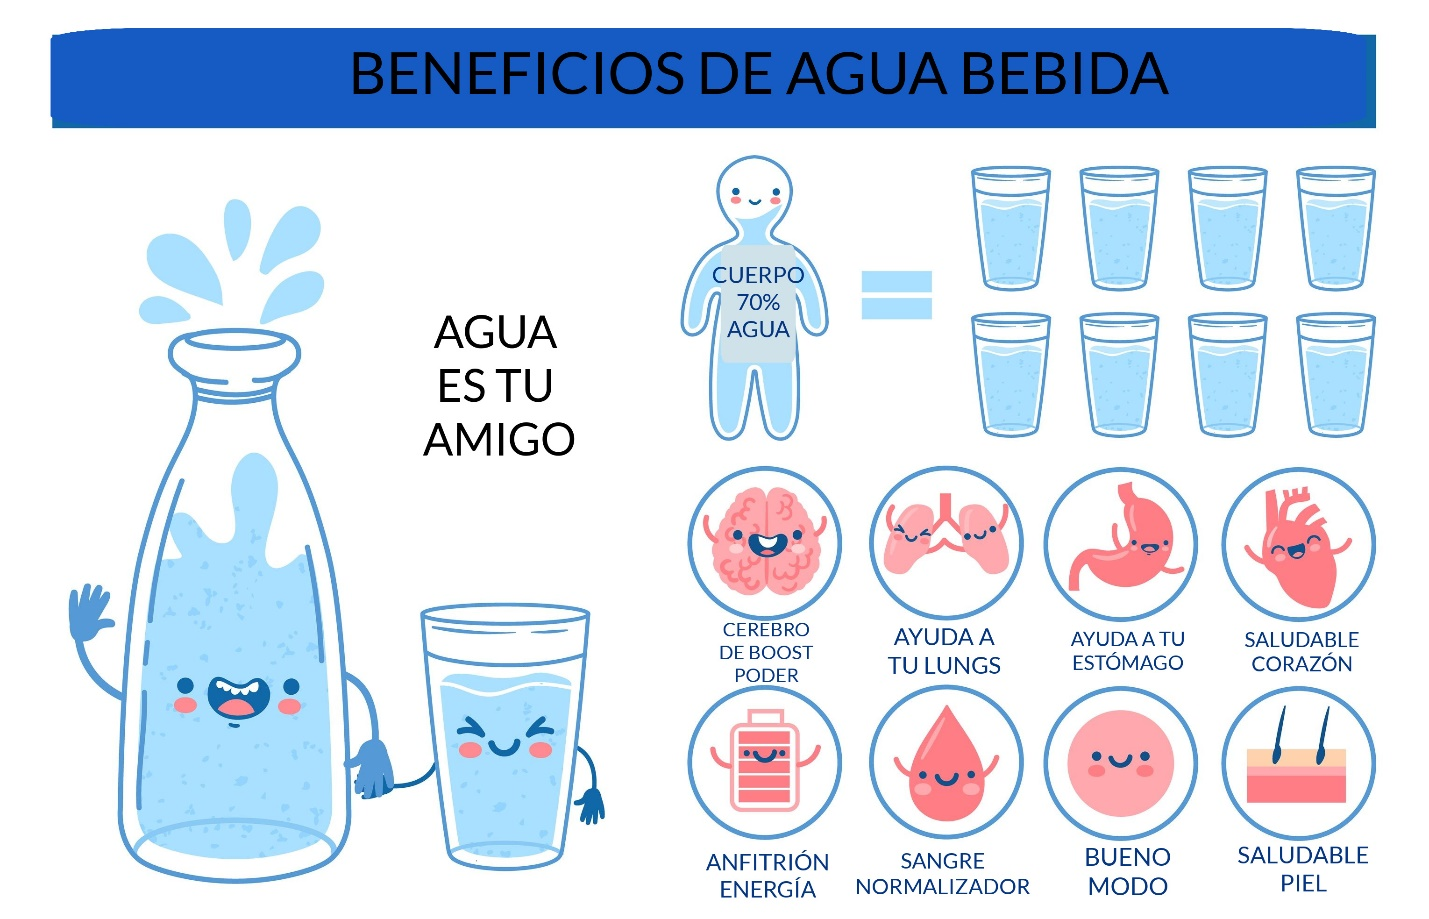 BENEFICIOS DE AGUA BEBIDA
AGUA
ES TU
AMIGO
CUERPO
70%
AGUA
CEREBRO
DE BOOST
PODER
AYUDA A
TU LUNGS
AYUDA A TU
ESTÓMAGO
SALUDABLE
CORAZÓN
ANFITRIÓN
ENERGÍA
SANGRE
NORMALIZADOR
BUENO
MODO
SALUDABLE
PIEL